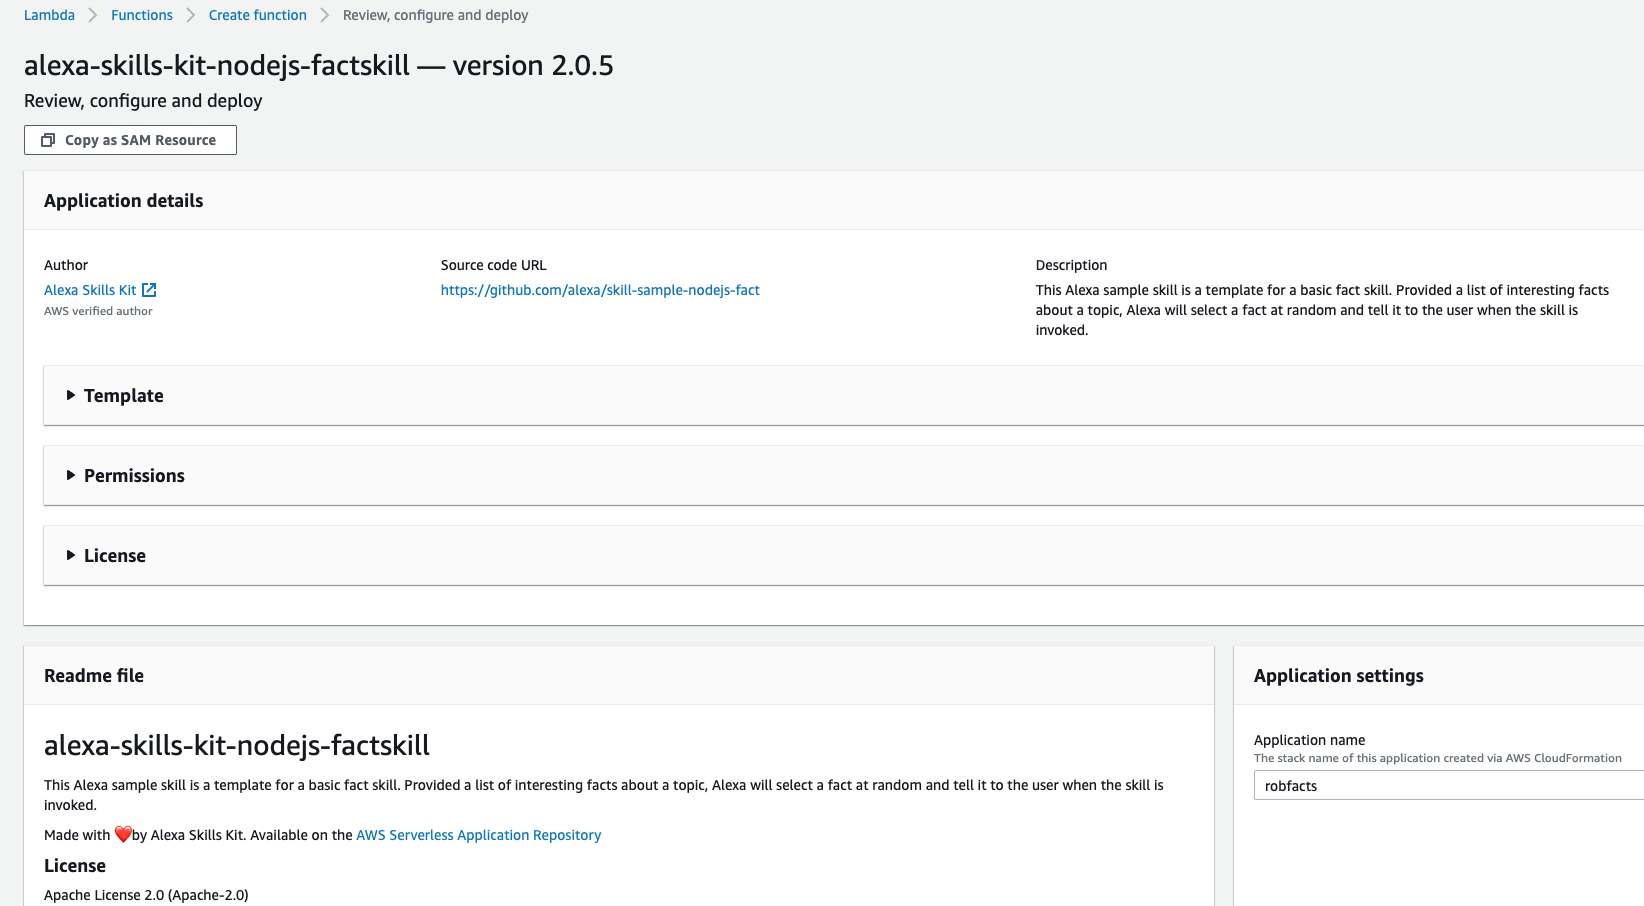 Lambda > Functions > Create function > Review, configure and deploy
alexa-skills-kit-nodejs-factskill — version 2.0.5
Review, configure and deploy
Copy as SAM Resource
Application details
Author
Alexa Skills Kit
AWS verified author
Source code URL
https://github.com/alexa/skill-sample-nodejs-fact
Description
This Alexa sample skill is a template for a basic fact skill. Provided a list of interesting facts
about a topic, Alexa will select a fact at random and tell it to the user when the skill is
invoked.
Template
Permissions
License
Readme file
alexa-skills-kit-nodejs-factskill
This Alexa sample skill is a template for a basic fact skill. Provided a list of interesting facts about a topic, Alexa will select a fact at random and tell it to the user when the skill is
invoked.
Made with ❤️by Alexa Skills Kit. Available on the AWS Serverless Application Repository
License
Apache License 2.0 (Apache-2.0)
Application settings
Application name
The stack name of this application created via AWS CloudFormation
robfacts